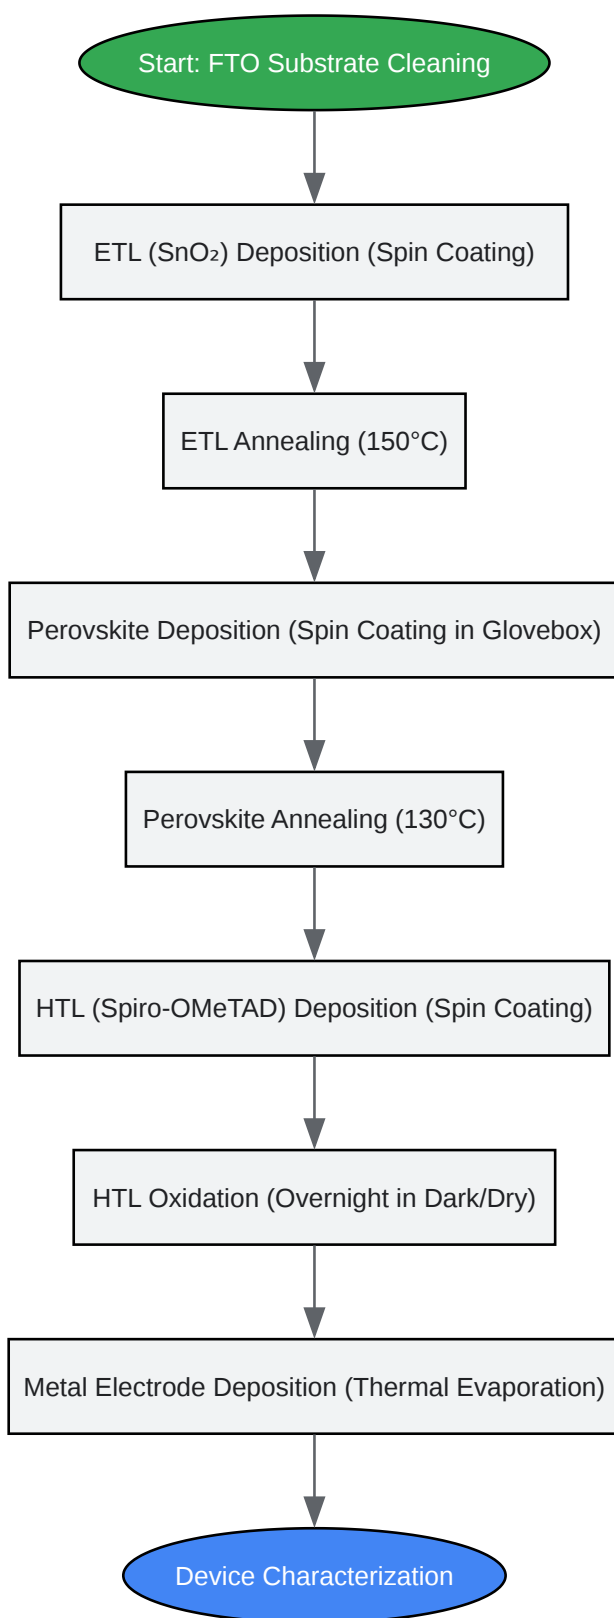 Start: FTO Substrate Cleaning
ETL (SnO₂) Deposition (Spin Coating)
ETL Annealing (150°C)
Perovskite Deposition (Spin Coating in Glovebox)
Perovskite Annealing (130°C)
HTL (Spiro-OMeTAD) Deposition (Spin Coating)
HTL Oxidation (Overnight in Dark/Dry)
Metal Electrode Deposition (Thermal Evaporation)
Device Characterization